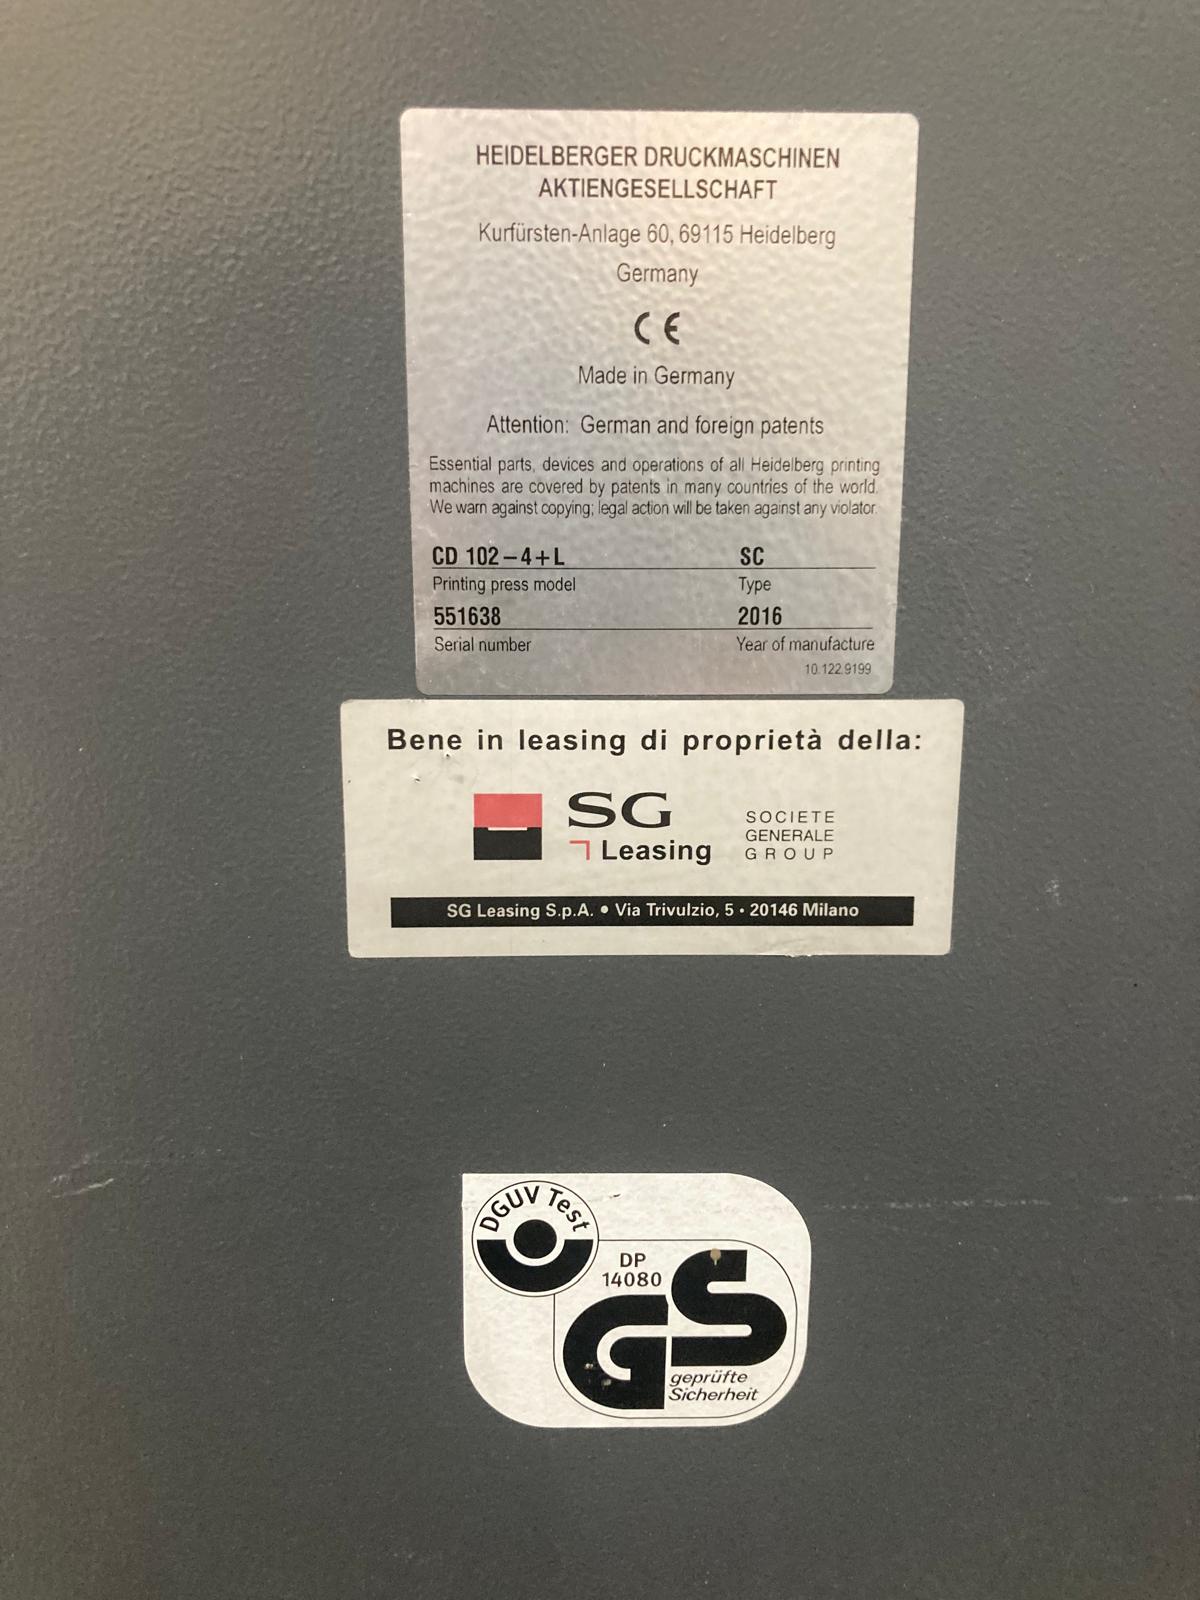 HEIDELBERGER DRUCKMASCHINEN
AKTIENGESELLSCHAFT
Kurfürsten-Anlage 60, 69115 Heidelberg
Germany
CE
Made in Germany
Attention: German and foreign patents
Essential parts, devices and operations of all Heidelberg printing
machines are covered by patents in many countries of the world.
We warn against copying; legal action will be taken against any violator.
CD 102-4+L SC
Printing press model Type
551638 2016
Serial number Year of manufacture
10.122.9199
Bene in leasing di proprietà della:
SG
Leasing
SOCIETE
GENERALE
GROUP
SG Leasing S.p.A. • Via Trivulzio, 5 • 20146 Milano
DGUV Test
DP
14080
GS
geprüfte
Sicherheit